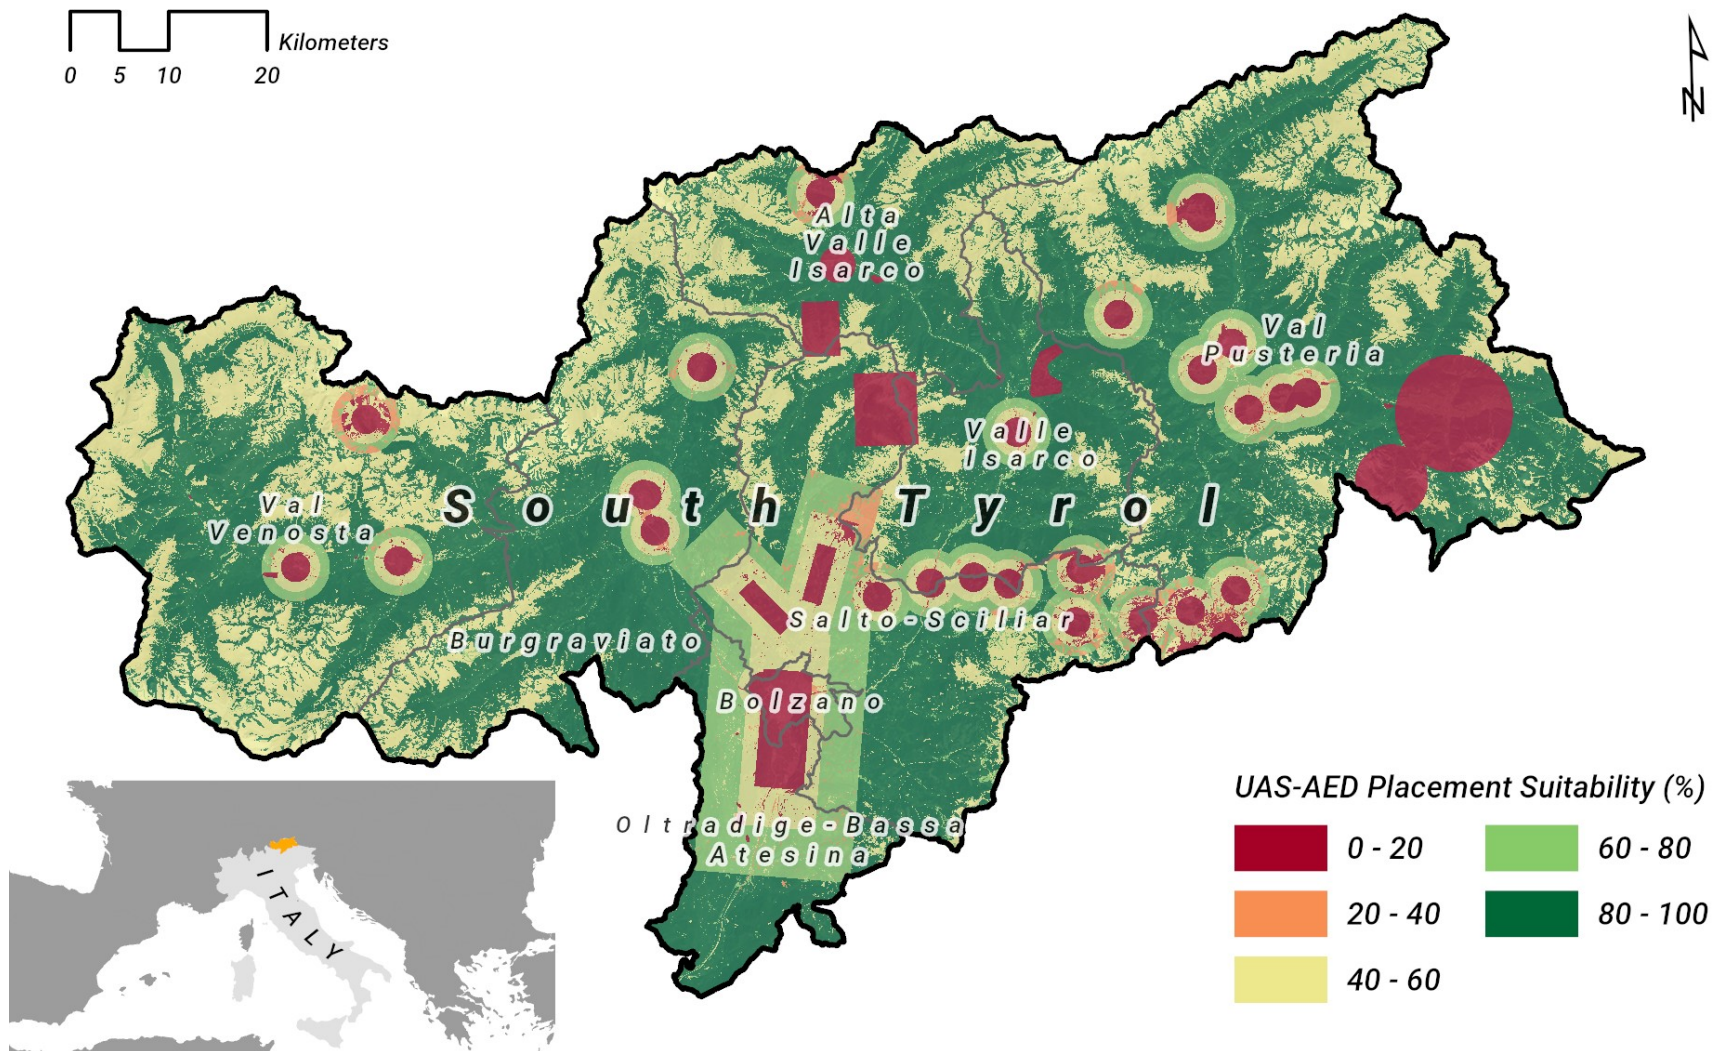 Kilometers
0 5 10 20
N
Alta
Valle
Isarco
Val
Pusteria
Valle
Isarco
Val
Venosta
South Tyrol
Salto-Sciliar
Burgraviato
Bolzano
Oltradige-Bassa
Atesina
ITALY
UAS-AED Placement Suitability (%)
0 - 20
20 - 40
40 - 60
60 - 80
80 - 100